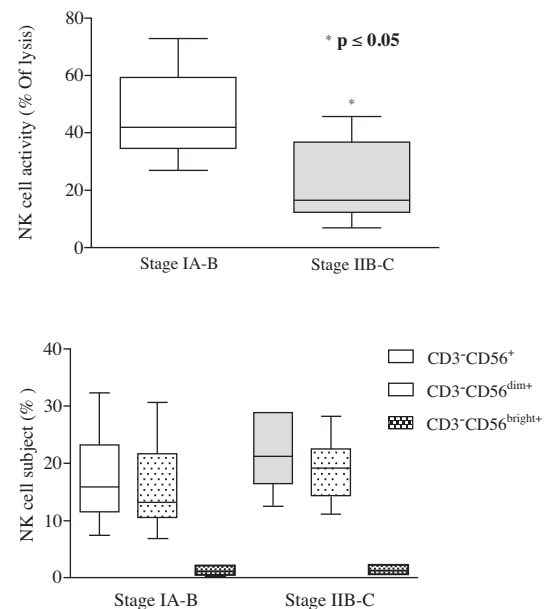 80
60
40
20
0
NK cell activity (% Of lysis)
* p ≤ 0.05
*
Stage IA-B
Stage IIB-C
40
30
20
10
0
NK cell subject (%)
CD3⁻CD56⁺
CD3⁻CD56ᵈⁱᵐ⁺
CD3⁻CD56ᵇʳⁱᵍʰᵗ⁺
Stage IA-B
Stage IIB-C